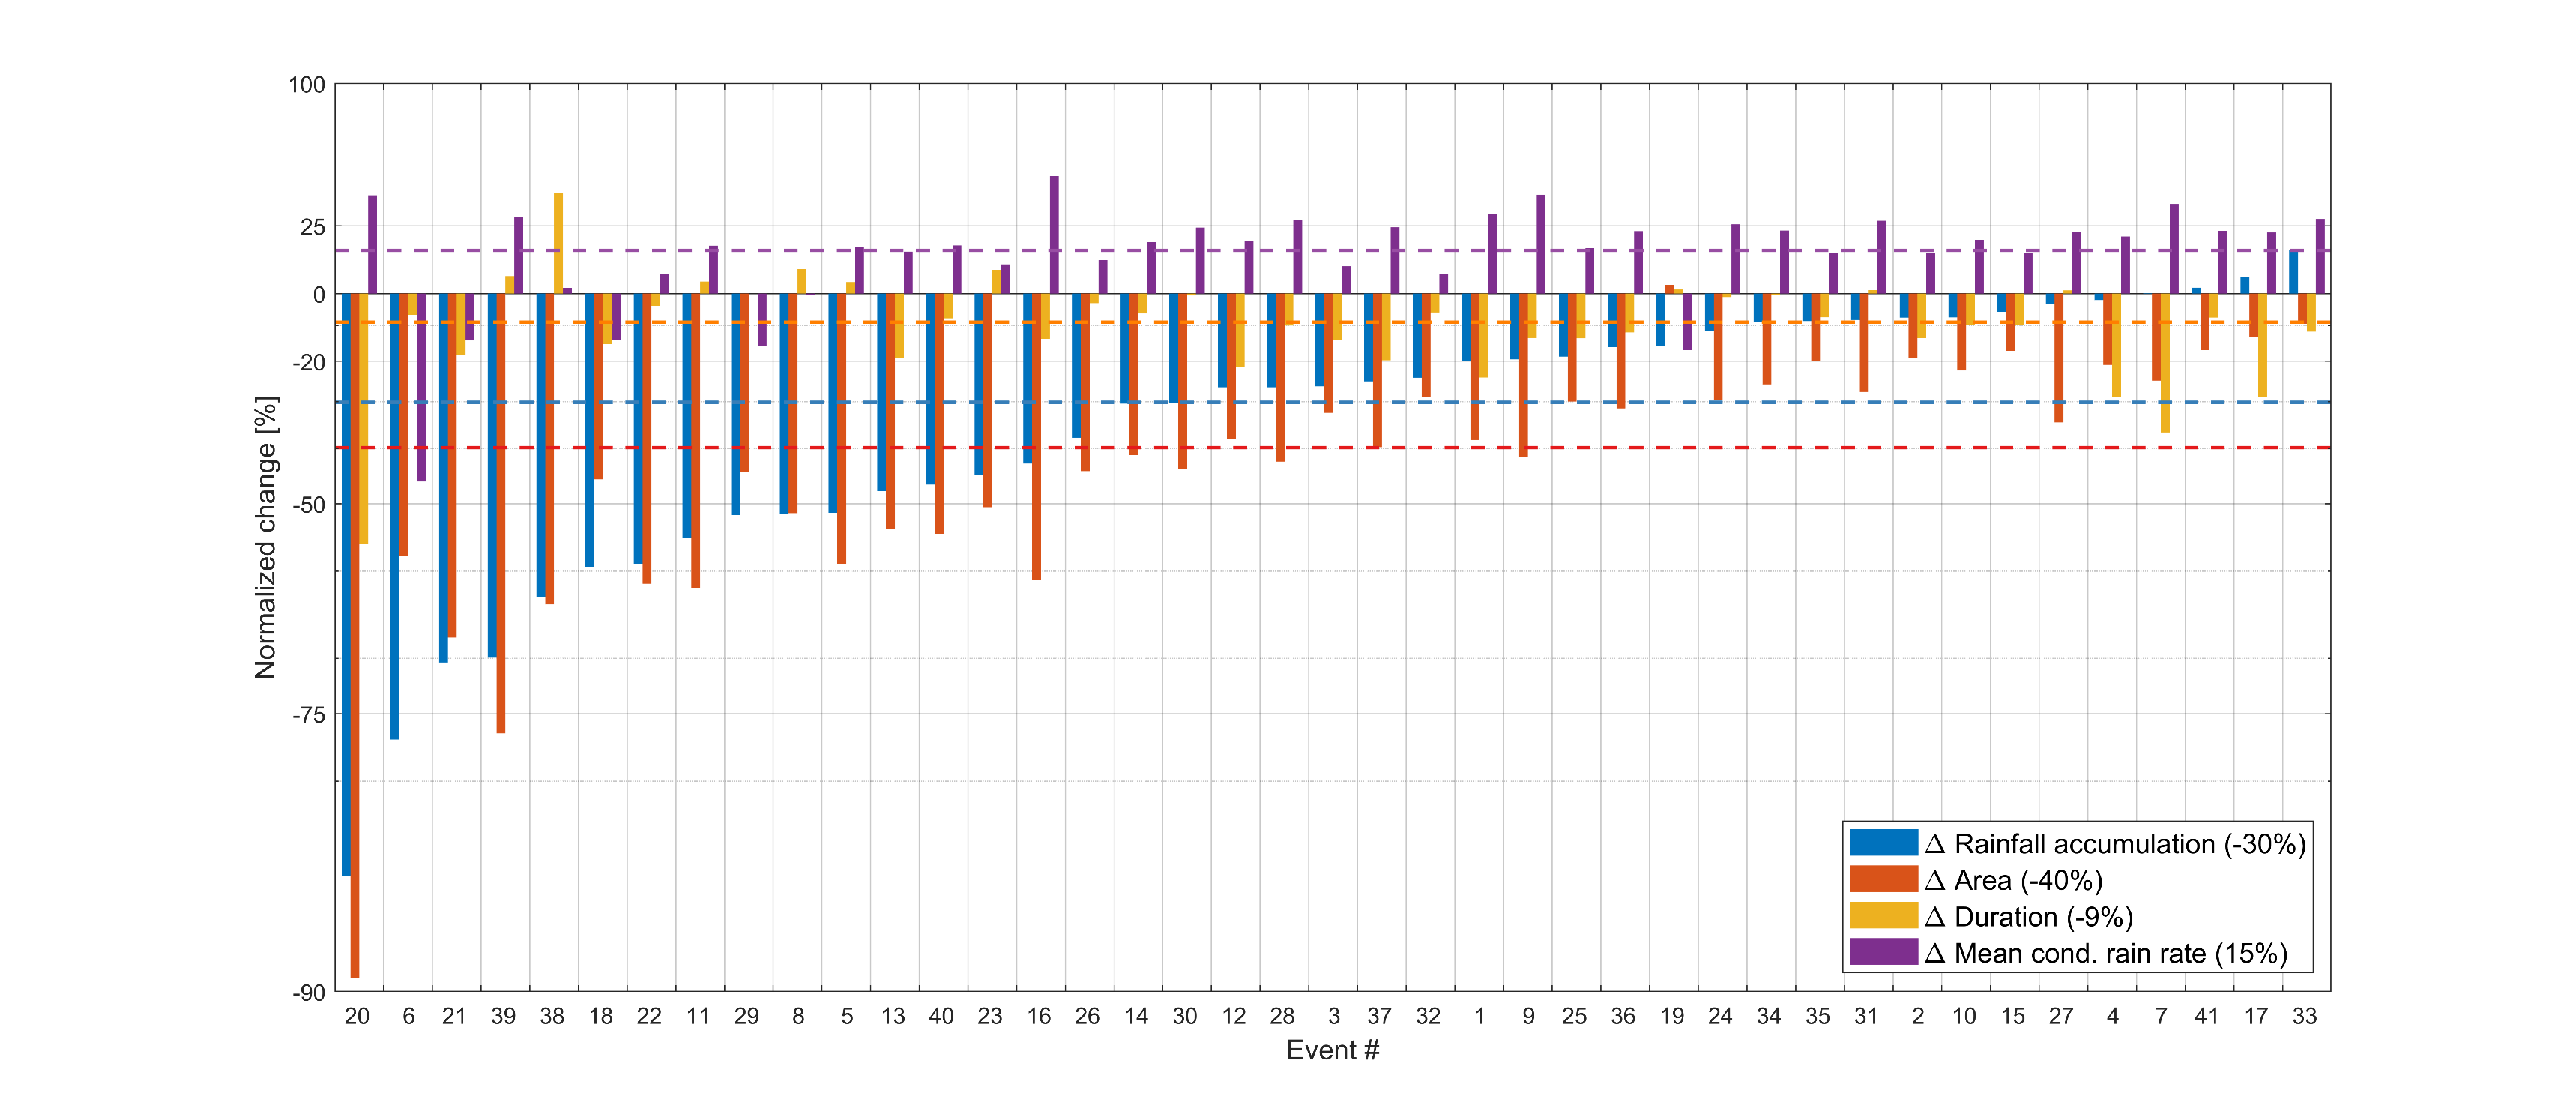 100
25
0
-20
-50
-75
-90
Normalized change [%]
20 6 21 39 38 18 22 11 29 8 5 13 40 23 16 26 14 30 12 28 3 37 32 1 9 25 36 19 24 34 35 31 2 10 15 27 4 7 41 17 33
Event #
Δ Rainfall accumulation (-30%)
Δ Area (-40%)
Δ Duration (-9%)
Δ Mean cond. rain rate (15%)